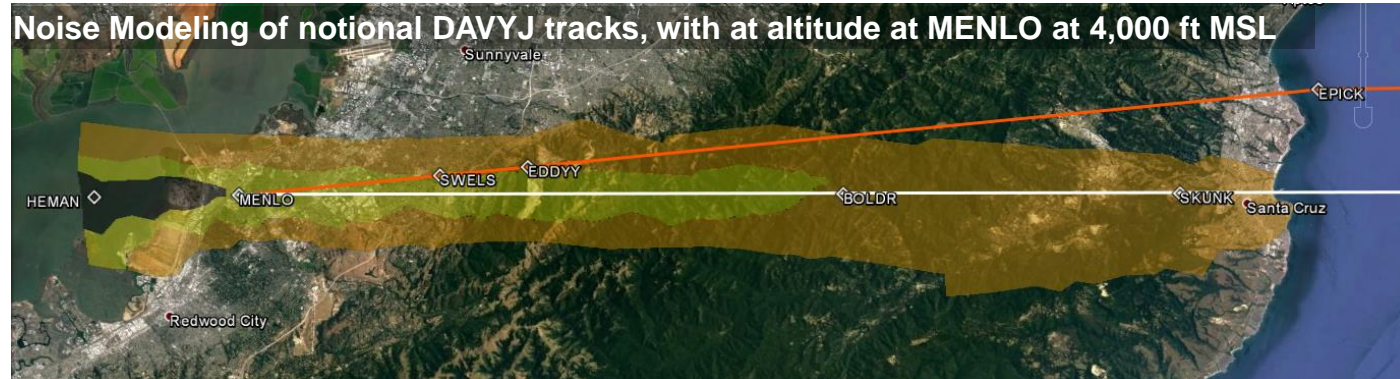 Noise Modeling of notional DAVYJ tracks, with at altitude at MENLO at 4,000 ft MSL
Sunnyvale
EPICK
EDDYY
SWELS
HEMAN
MENLO
BOLDR
SKUNK
Santa Cruz
Redwood City